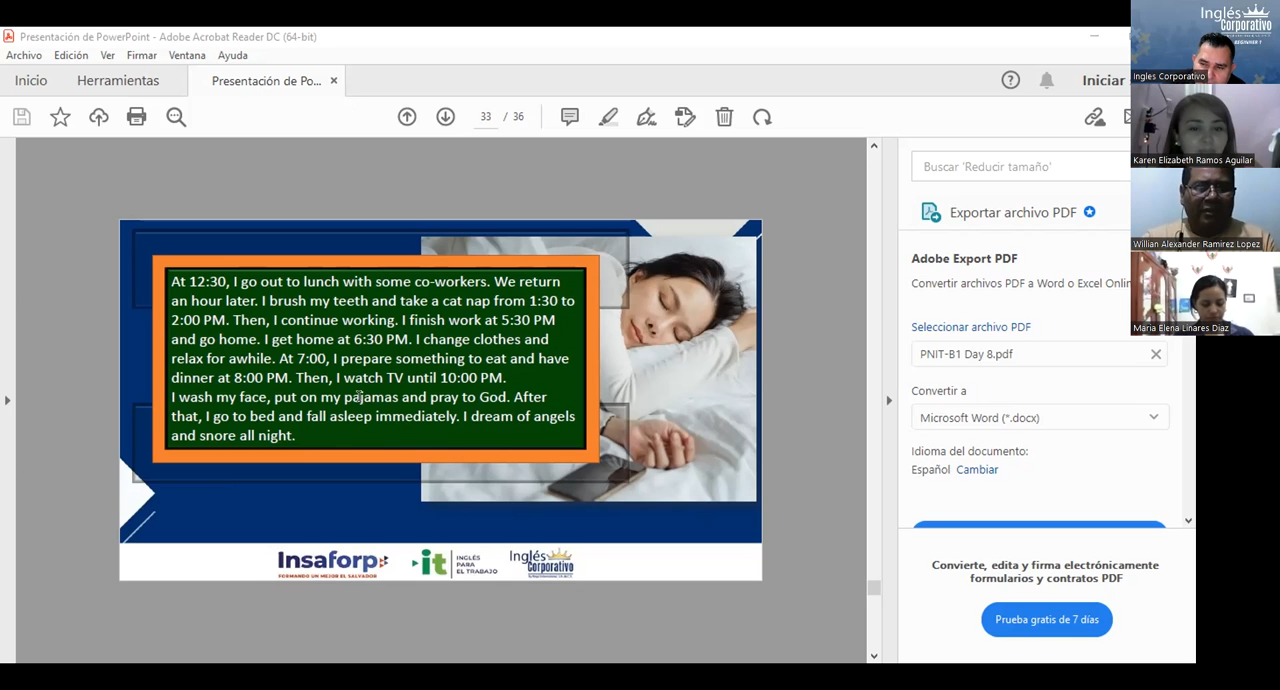 Presentación de PowerPoint - Adobe Acrobat Reader DC (64-bit)
Archivo Edición Ver Firmar Ventana Ayuda
Inicio Herramientas Presentación de Po... × ? Iniciar
33 / 36
At 12:30, I go out to lunch with some co-workers. We return
an hour later. I brush my teeth and take a cat nap from 1:30 to
2:00 PM. Then, I continue working. I finish work at 5:30 PM
and go home. I get home at 6:30 PM. I change clothes and
relax for awhile. At 7:00, I prepare something to eat and have
dinner at 8:00 PM. Then, I watch TV until 10:00 PM.
I wash my face, put on my pajamas and pray to God. After
that, I go to bed and fall asleep immediately. I dream of angels
and snore all night.
Insaforp
FORMANDO UN MEJOR EL SALVADOR
it
INGLÉS
PARA
EL TRABAJO
Inglés
Corporativo
Buscar 'Reducir tamaño'
Exportar archivo PDF
Adobe Export PDF
Convertir archivos PDF a Word o Excel Onlin
Seleccionar archivo PDF
PNIT-B1 Day 8.pdf
Convertir a
Microsoft Word (*.docx)
Idioma del documento:
Español Cambiar
Convierte, edita y firma electrónicamente
formularios y contratos PDF
Prueba gratis de 7 días
Inglés
Corporativo
BEGINNER 1
Ingles Corporativo
Karen Elizabeth Ramos Aguilar
Willian Alexander Ramirez Lopez
Maria Elena Linares Diaz